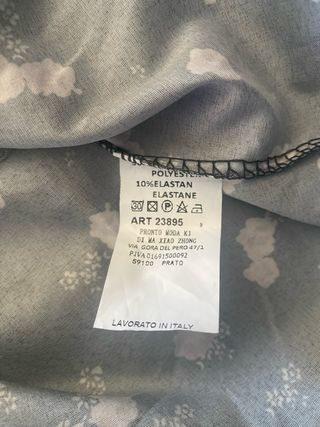 POLYESTER
10%ELASTAN
ELASTANE
ART 23895
PRONTO MODA KJ
DI MA XIAO ZHONG
VIA GORA DEL PERO 47/1
P.IVA 01691500092
59100 PRATO
LAVORATO IN ITALY